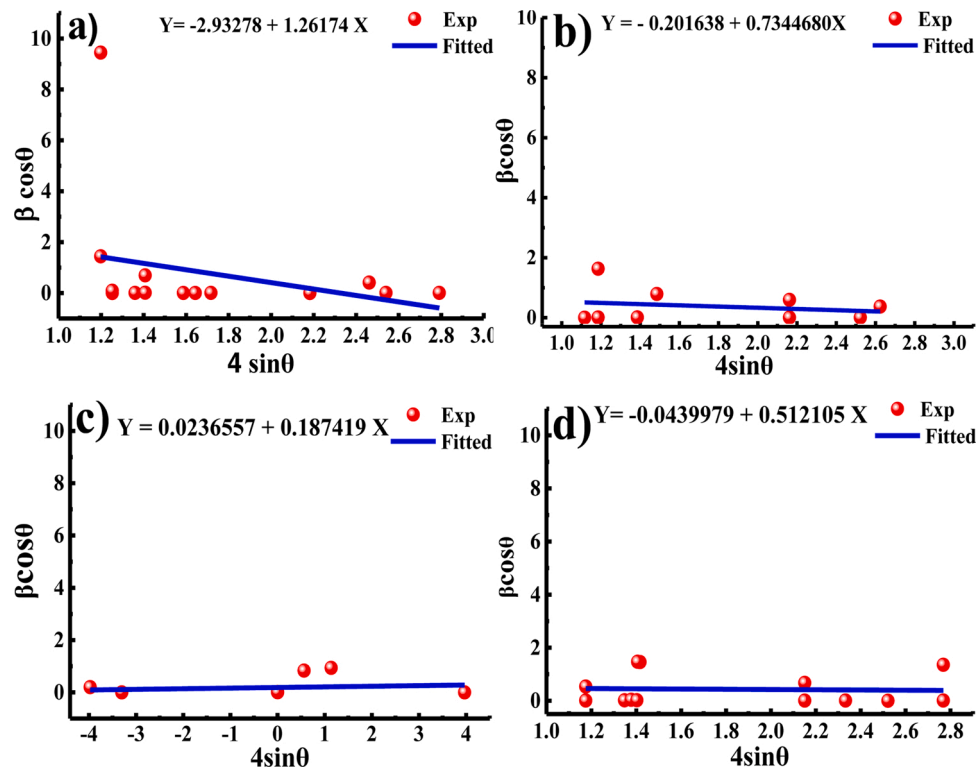 a)
Y= -2.93278 + 1.26174 X
Exp
Fitted
10
8
6
4
2
0
β cosθ
1.0 1.2 1.4 1.6 1.8 2.0 2.2 2.4 2.6 2.8 3.0
4 sinθ
b)
Y= - 0.201638 + 0.7344680X
Exp
Fitted
10
8
6
4
2
0
βcosθ
1.0 1.2 1.4 1.6 1.8 2.0 2.2 2.4 2.6 2.8 3.0
4sinθ
c)
Y = 0.0236557 + 0.187419 X
Exp
Fitted
10
8
6
4
2
0
βcosθ
-4 -3 -2 -1 0 1 2 3 4
4sinθ
d)
Y= -0.0439979 + 0.512105 X
Exp
Fitted
10
8
6
4
2
0
βcosθ
1.0 1.2 1.4 1.6 1.8 2.0 2.2 2.4 2.6 2.8
4sinθ